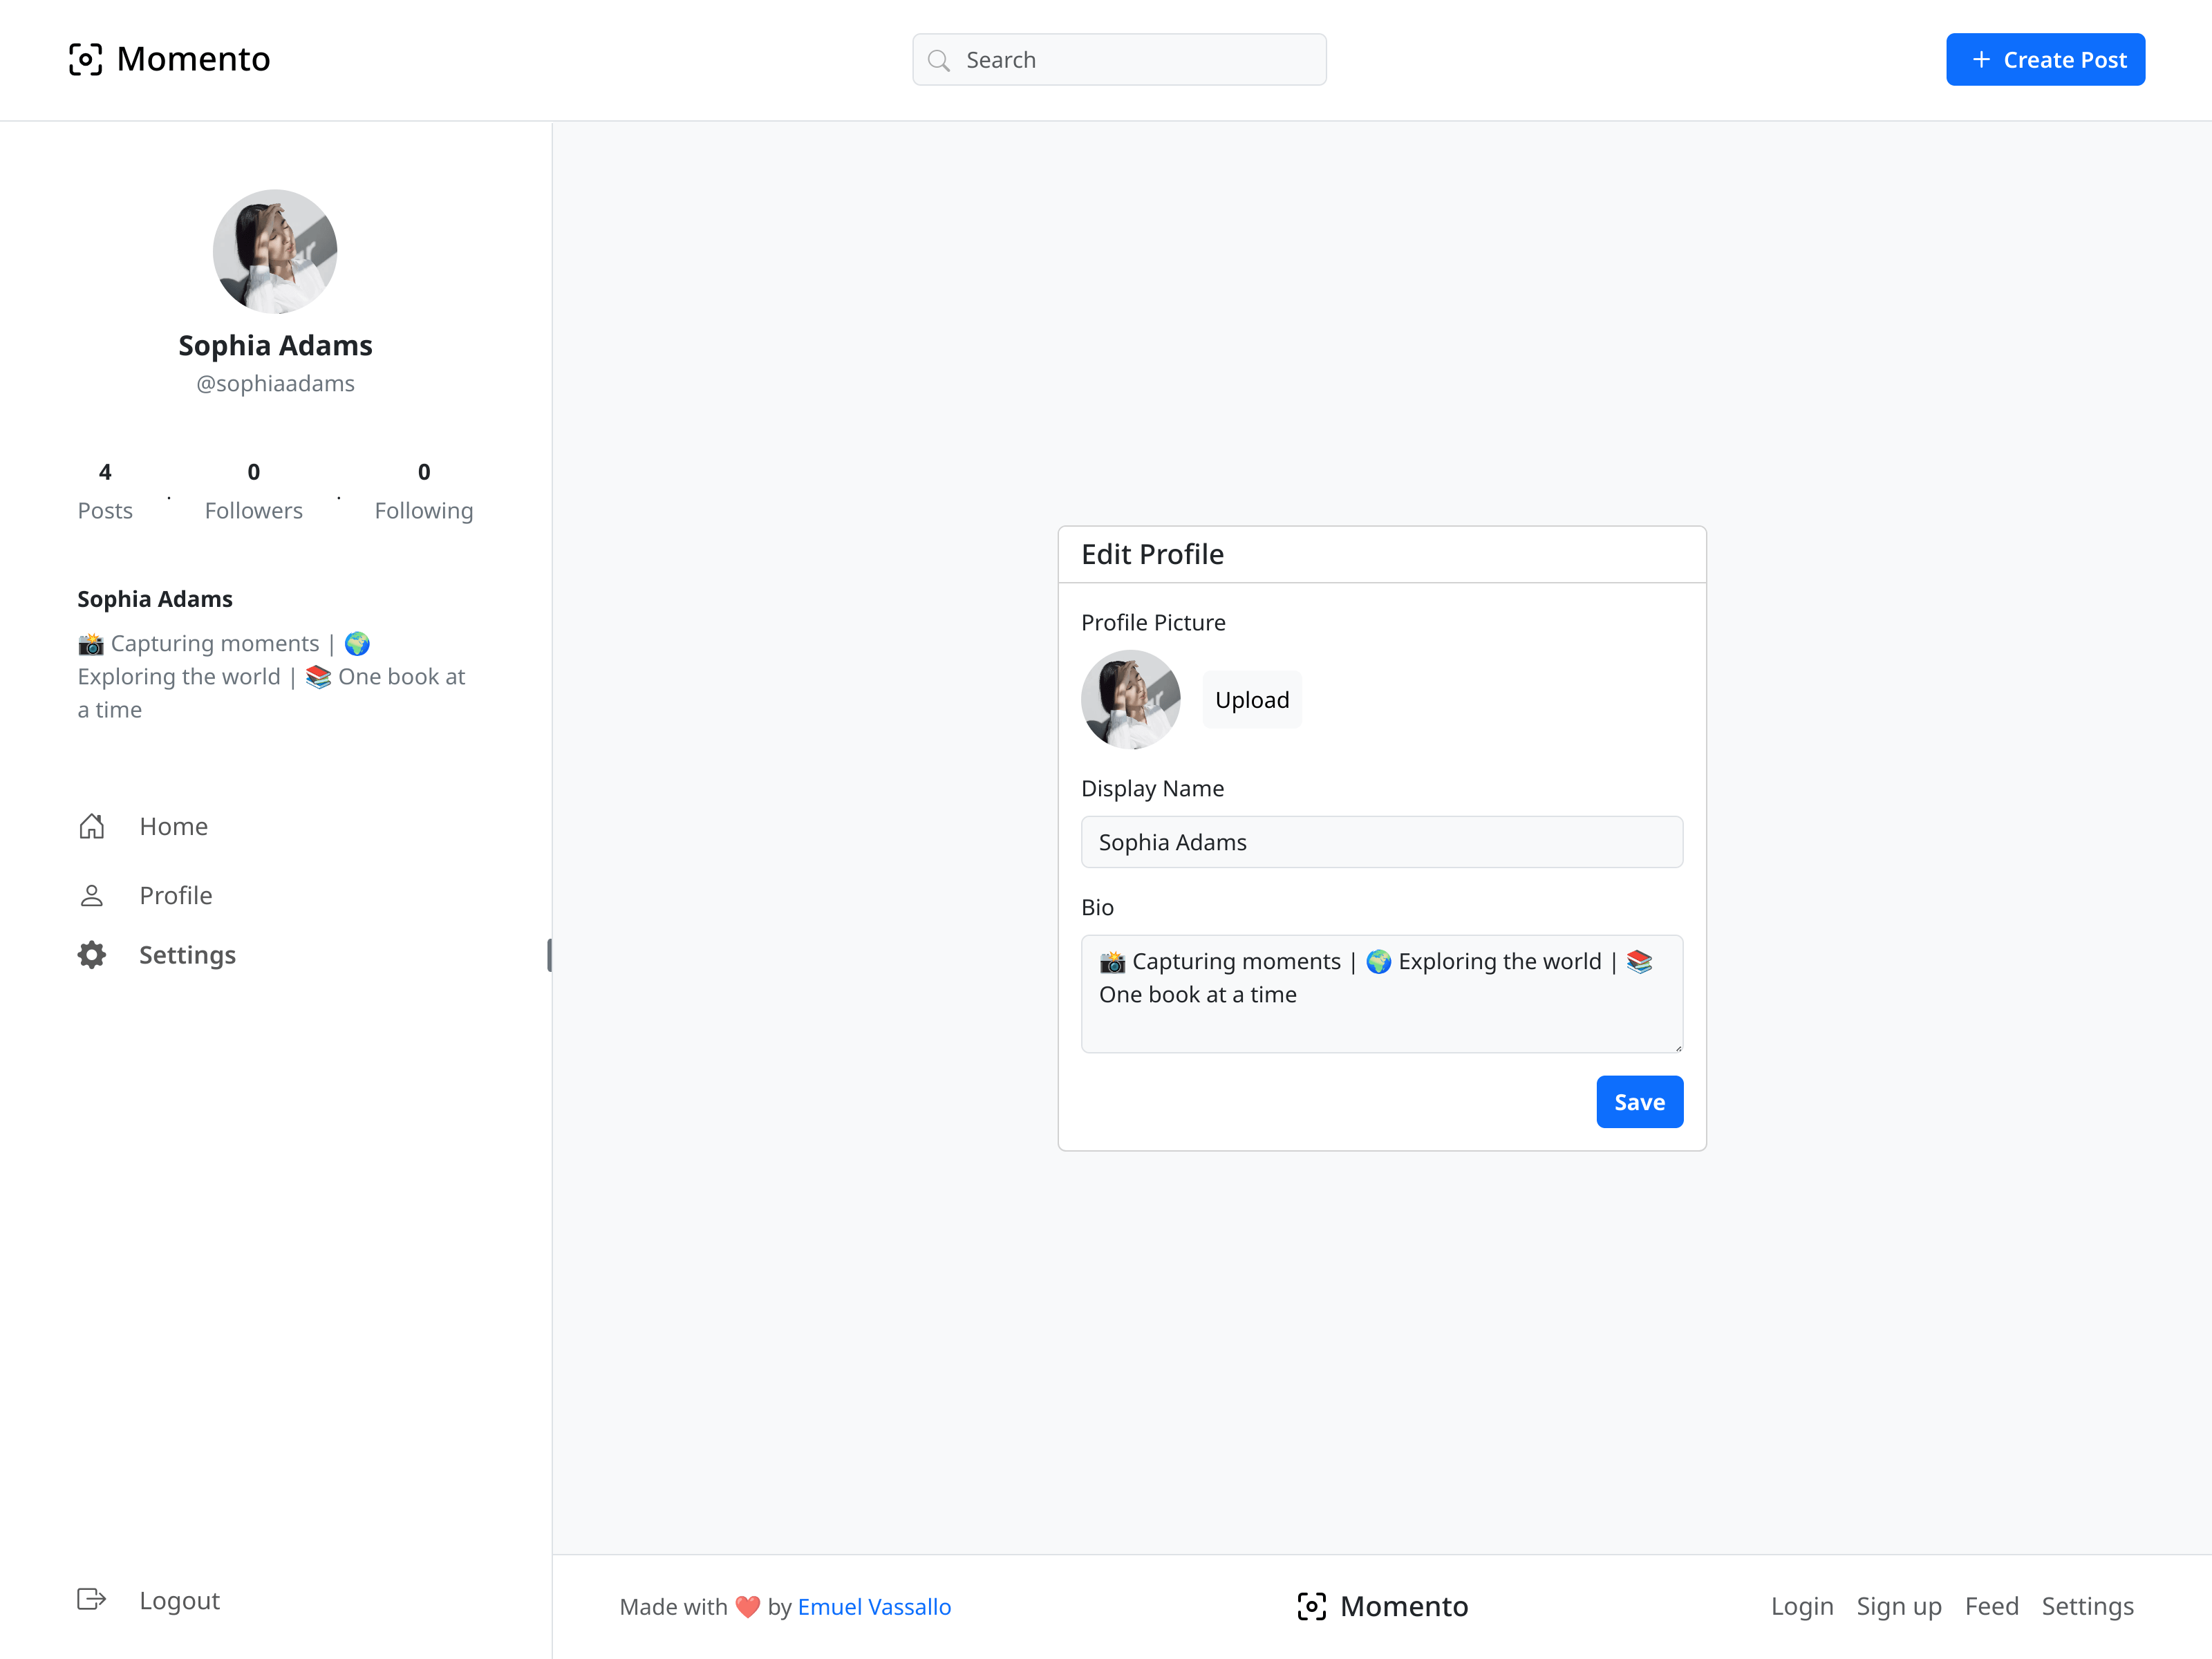 Momento
Search
+ Create Post
Sophia Adams
@sophiaadams
4 · 0 · 0
Posts Followers Following
Sophia Adams
📸 Capturing moments | 🌍
Exploring the world | 📚 One book at
a time
Home
Profile
Settings
Logout
Edit Profile
Profile Picture
Upload
Display Name
Sophia Adams
Bio
📸 Capturing moments | 🌍 Exploring the world | 📚
One book at a time
Save
Made with ❤️ by Emuel Vassallo
Momento
Login Sign up Feed Settings